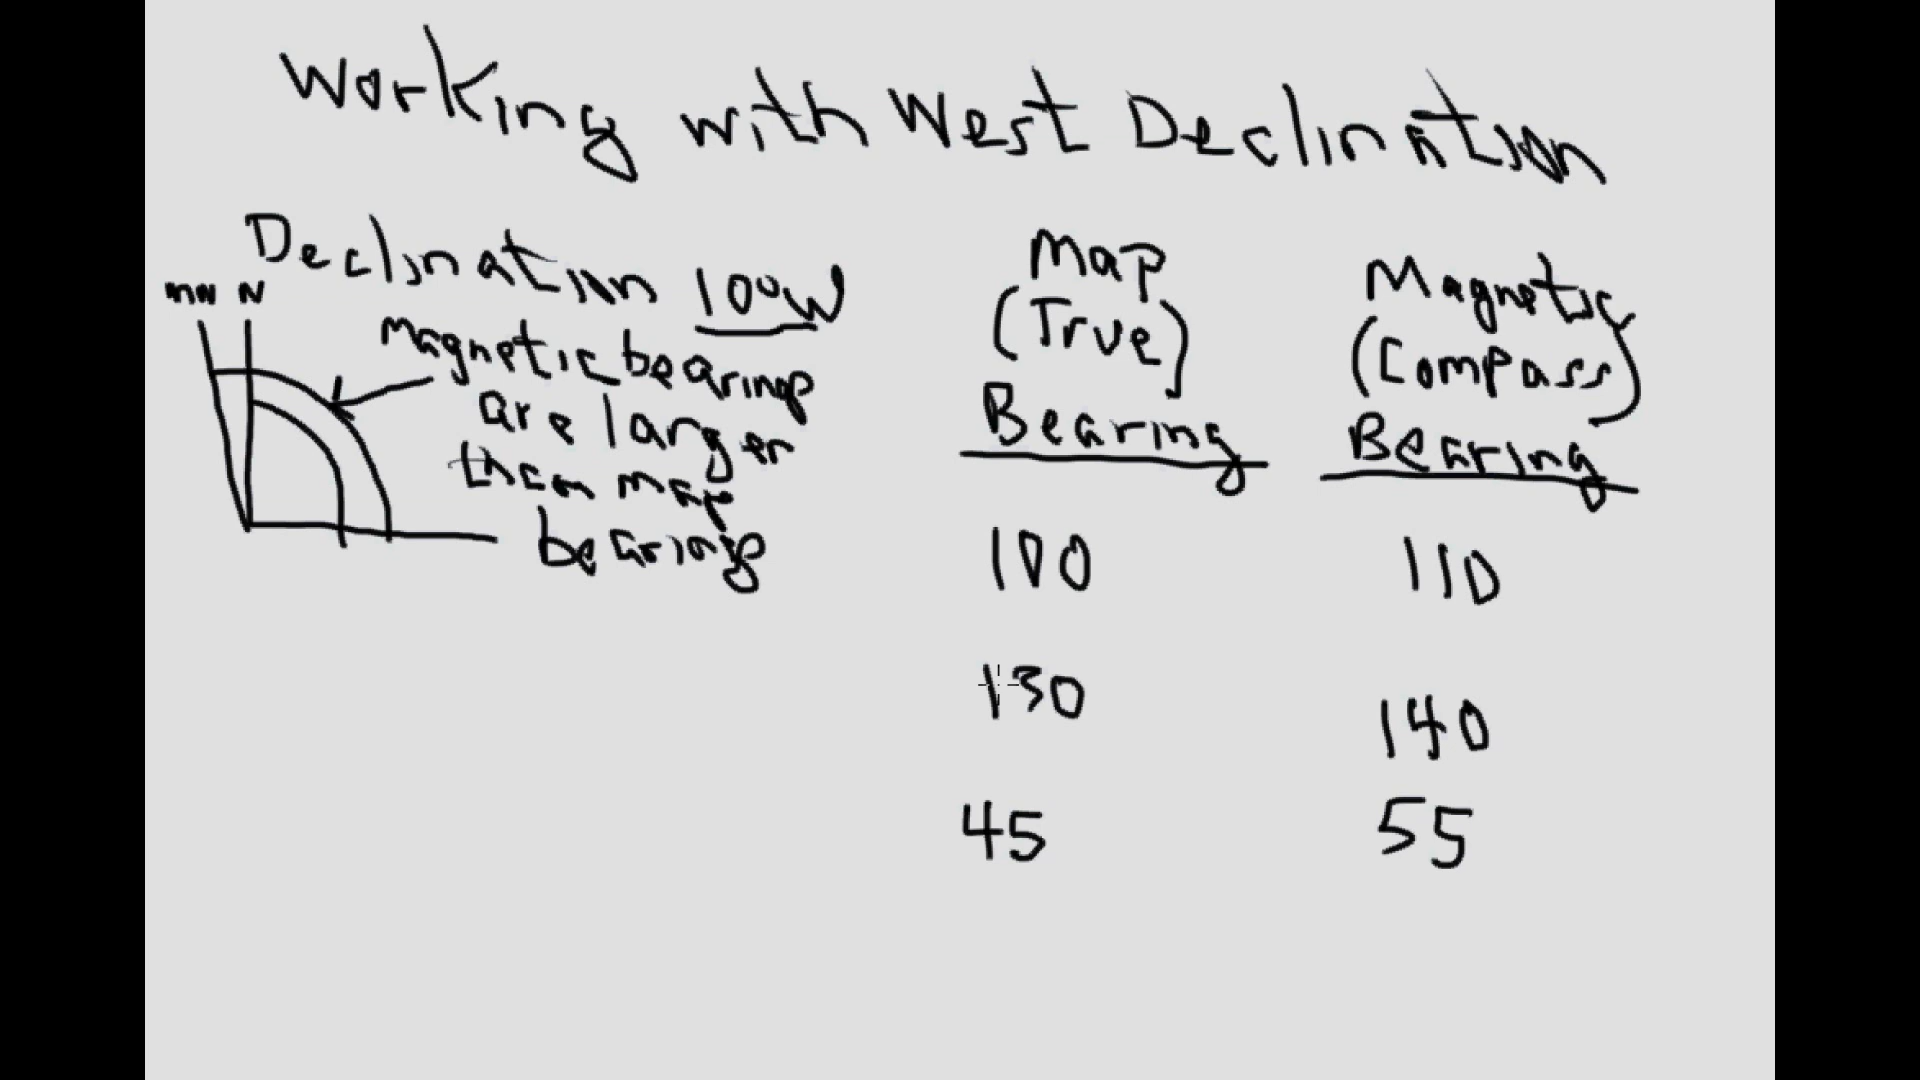 Working with West Declination
Declination 10°W
mN N
Magnetic bearings
are larger
than map
bearings
Map
(True)
Bearing
Magnetic
(Compass)
Bearing
100 110
130 140
45 55